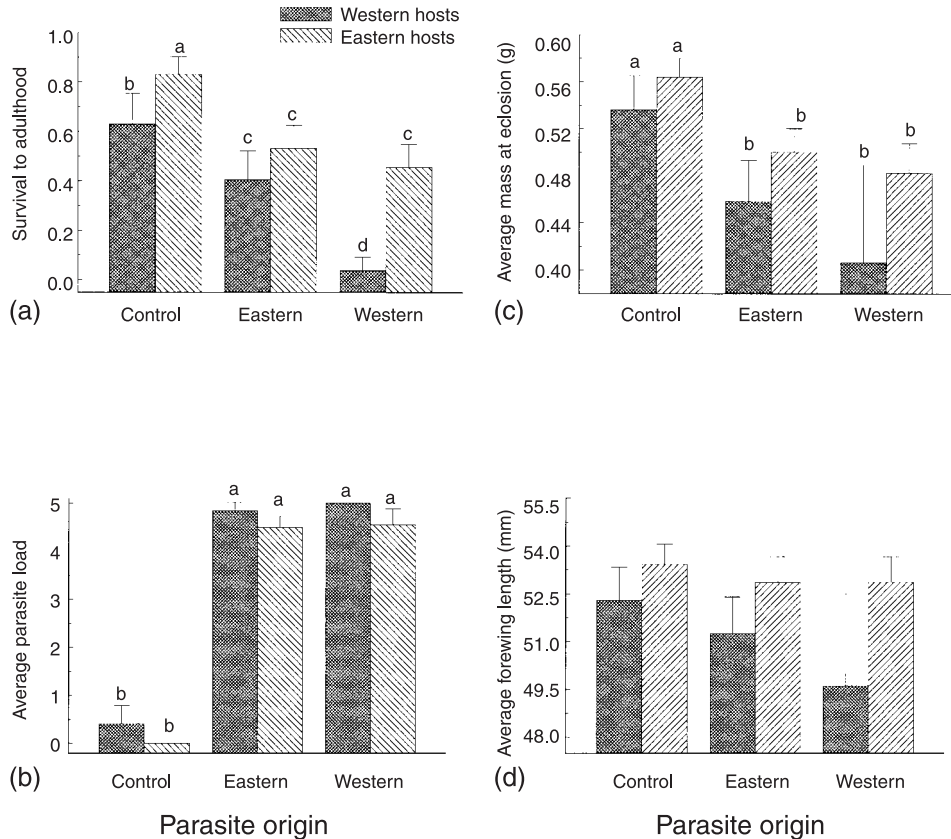 Western hosts
Eastern hosts
Survival to adulthood
1.0
0.8
0.6
0.4
0.2
0.0
b
a
c
c
d
c
(a)
Control
Eastern
Western
Average mass at eclosion (g)
0.60
0.56
0.52
0.48
0.44
0.40
a
a
b
b
b
b
(c)
Control
Eastern
Western
Average parasite load
5
4
3
2
1
0
b
b
a
a
a
a
(b)
Control
Eastern
Western
Parasite origin
Average forewing length (mm)
55.5
54.0
52.5
51.0
49.5
48.0
(d)
Control
Eastern
Western
Parasite origin